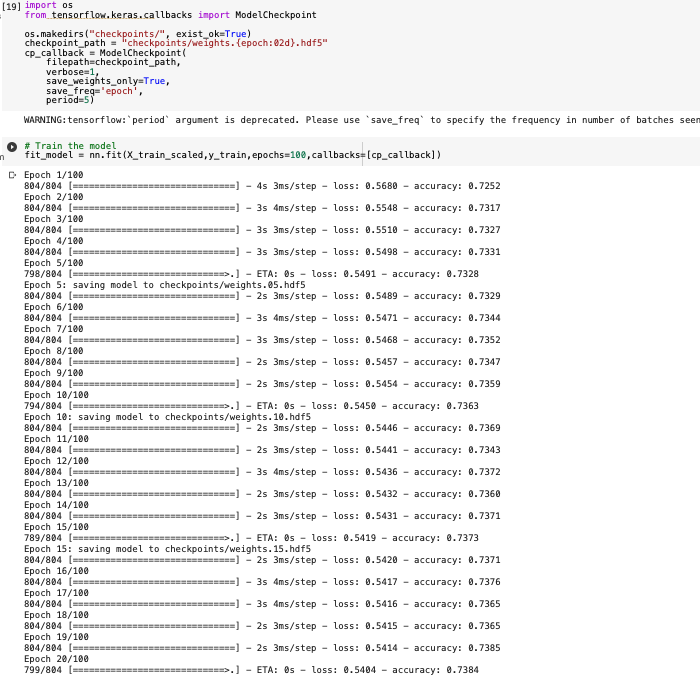 [19] import os
from tensorflow.keras.callbacks import ModelCheckpoint
os.makedirs("checkpoints/", exist_ok=True)
checkpoint_path = "checkpoints/weights.{epoch:02d}.hdf5"
cp_callback = ModelCheckpoint(
filepath=checkpoint_path,
verbose=1,
save_weights_only=True,
save_freq='epoch',
period=5)
WARNING:tensorflow:`period` argument is deprecated. Please use `save_freq` to specify the frequency in number of batches seen
# Train the model
fit_model = nn.fit(X_train_scaled,y_train,epochs=100,callbacks=[cp_callback])
Epoch 1/100
804/804 [==============================] - 4s 3ms/step - loss: 0.5680 - accuracy: 0.7252
Epoch 2/100
804/804 [==============================] - 3s 4ms/step - loss: 0.5548 - accuracy: 0.7317
Epoch 3/100
804/804 [==============================] - 3s 3ms/step - loss: 0.5510 - accuracy: 0.7327
Epoch 4/100
804/804 [==============================] - 3s 3ms/step - loss: 0.5498 - accuracy: 0.7331
Epoch 5/100
798/804 [============================>.] - ETA: 0s - loss: 0.5491 - accuracy: 0.7328
Epoch 5: saving model to checkpoints/weights.05.hdf5
804/804 [==============================] - 2s 3ms/step - loss: 0.5489 - accuracy: 0.7329
Epoch 6/100
804/804 [==============================] - 3s 4ms/step - loss: 0.5471 - accuracy: 0.7344
Epoch 7/100
804/804 [==============================] - 3s 3ms/step - loss: 0.5468 - accuracy: 0.7352
Epoch 8/100
804/804 [==============================] - 2s 3ms/step - loss: 0.5457 - accuracy: 0.7347
Epoch 9/100
804/804 [==============================] - 2s 3ms/step - loss: 0.5454 - accuracy: 0.7359
Epoch 10/100
794/804 [============================>.] - ETA: 0s - loss: 0.5450 - accuracy: 0.7363
Epoch 10: saving model to checkpoints/weights.10.hdf5
804/804 [==============================] - 2s 3ms/step - loss: 0.5446 - accuracy: 0.7369
Epoch 11/100
804/804 [==============================] - 2s 3ms/step - loss: 0.5441 - accuracy: 0.7343
Epoch 12/100
804/804 [==============================] - 3s 4ms/step - loss: 0.5436 - accuracy: 0.7372
Epoch 13/100
804/804 [==============================] - 2s 3ms/step - loss: 0.5432 - accuracy: 0.7360
Epoch 14/100
804/804 [==============================] - 2s 3ms/step - loss: 0.5431 - accuracy: 0.7371
Epoch 15/100
789/804 [============================>.] - ETA: 0s - loss: 0.5419 - accuracy: 0.7373
Epoch 15: saving model to checkpoints/weights.15.hdf5
804/804 [==============================] - 2s 3ms/step - loss: 0.5420 - accuracy: 0.7371
Epoch 16/100
804/804 [==============================] - 3s 4ms/step - loss: 0.5417 - accuracy: 0.7376
Epoch 17/100
804/804 [==============================] - 3s 4ms/step - loss: 0.5416 - accuracy: 0.7365
Epoch 18/100
804/804 [==============================] - 2s 3ms/step - loss: 0.5415 - accuracy: 0.7365
Epoch 19/100
804/804 [==============================] - 2s 3ms/step - loss: 0.5414 - accuracy: 0.7385
Epoch 20/100
799/804 [============================>.] - ETA: 0s - loss: 0.5404 - accuracy: 0.7384